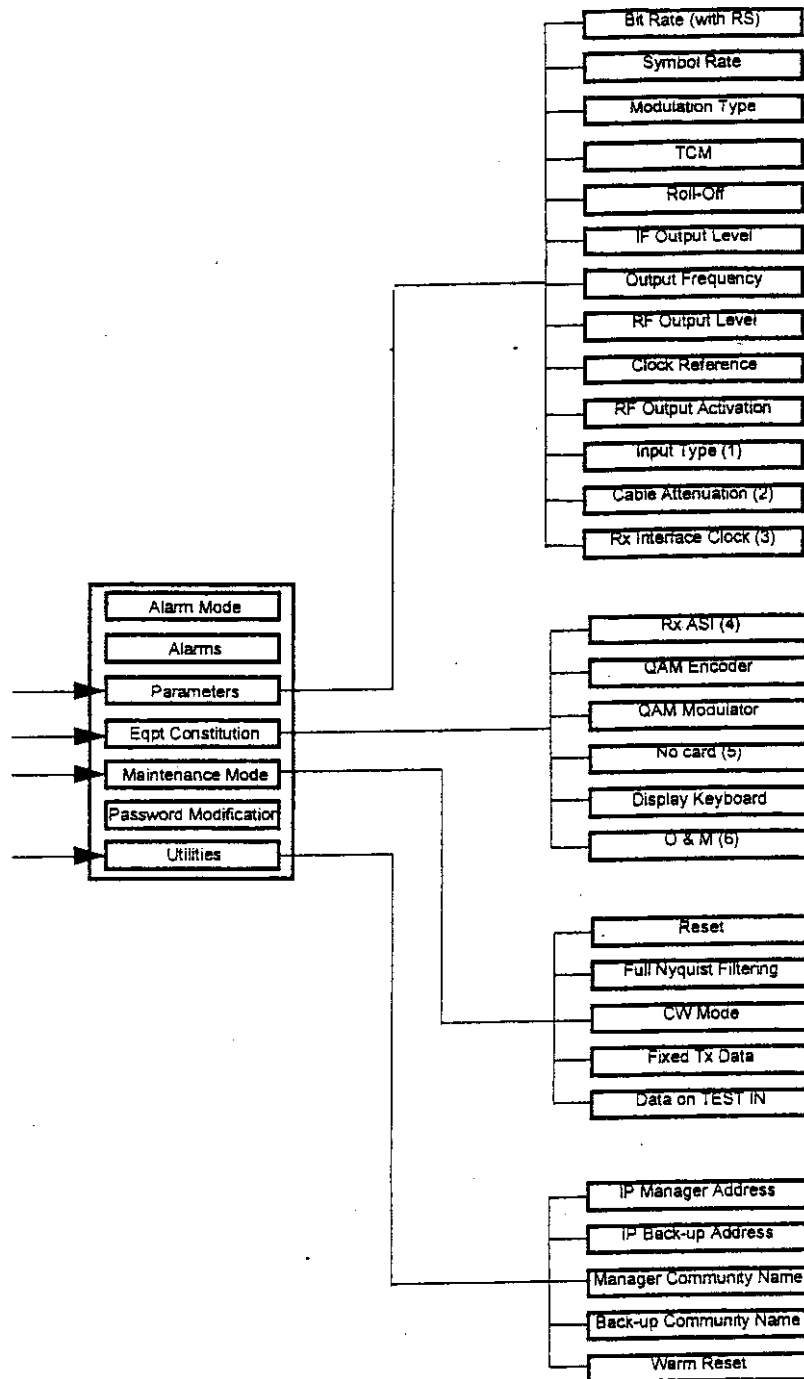 Bit Rate (with RS)
Symbol Rate
Modulation Type
TCM
Roll-Off
IF Output Level
Output Frequency
RF Output Level
Clock Reference
RF Output Activation
Input Type (1)
Cable Attenuation (2)
Rx Interface Clock (3)
Alarm Mode
Alarms
Parameters
Eqpt Constitution
Maintenance Mode
Password Modification
Utilities
Rx ASI (4)
QAM Encoder
QAM Modulator
No card (5)
Display Keyboard
O & M (6)
Reset
Full Nyquist Filtering
CW Mode
Fixed Tx Data
Data on TEST IN
IP Manager Address
IP Back-up Address
Manager Community Name
Back-up Community Name
Warm Reset